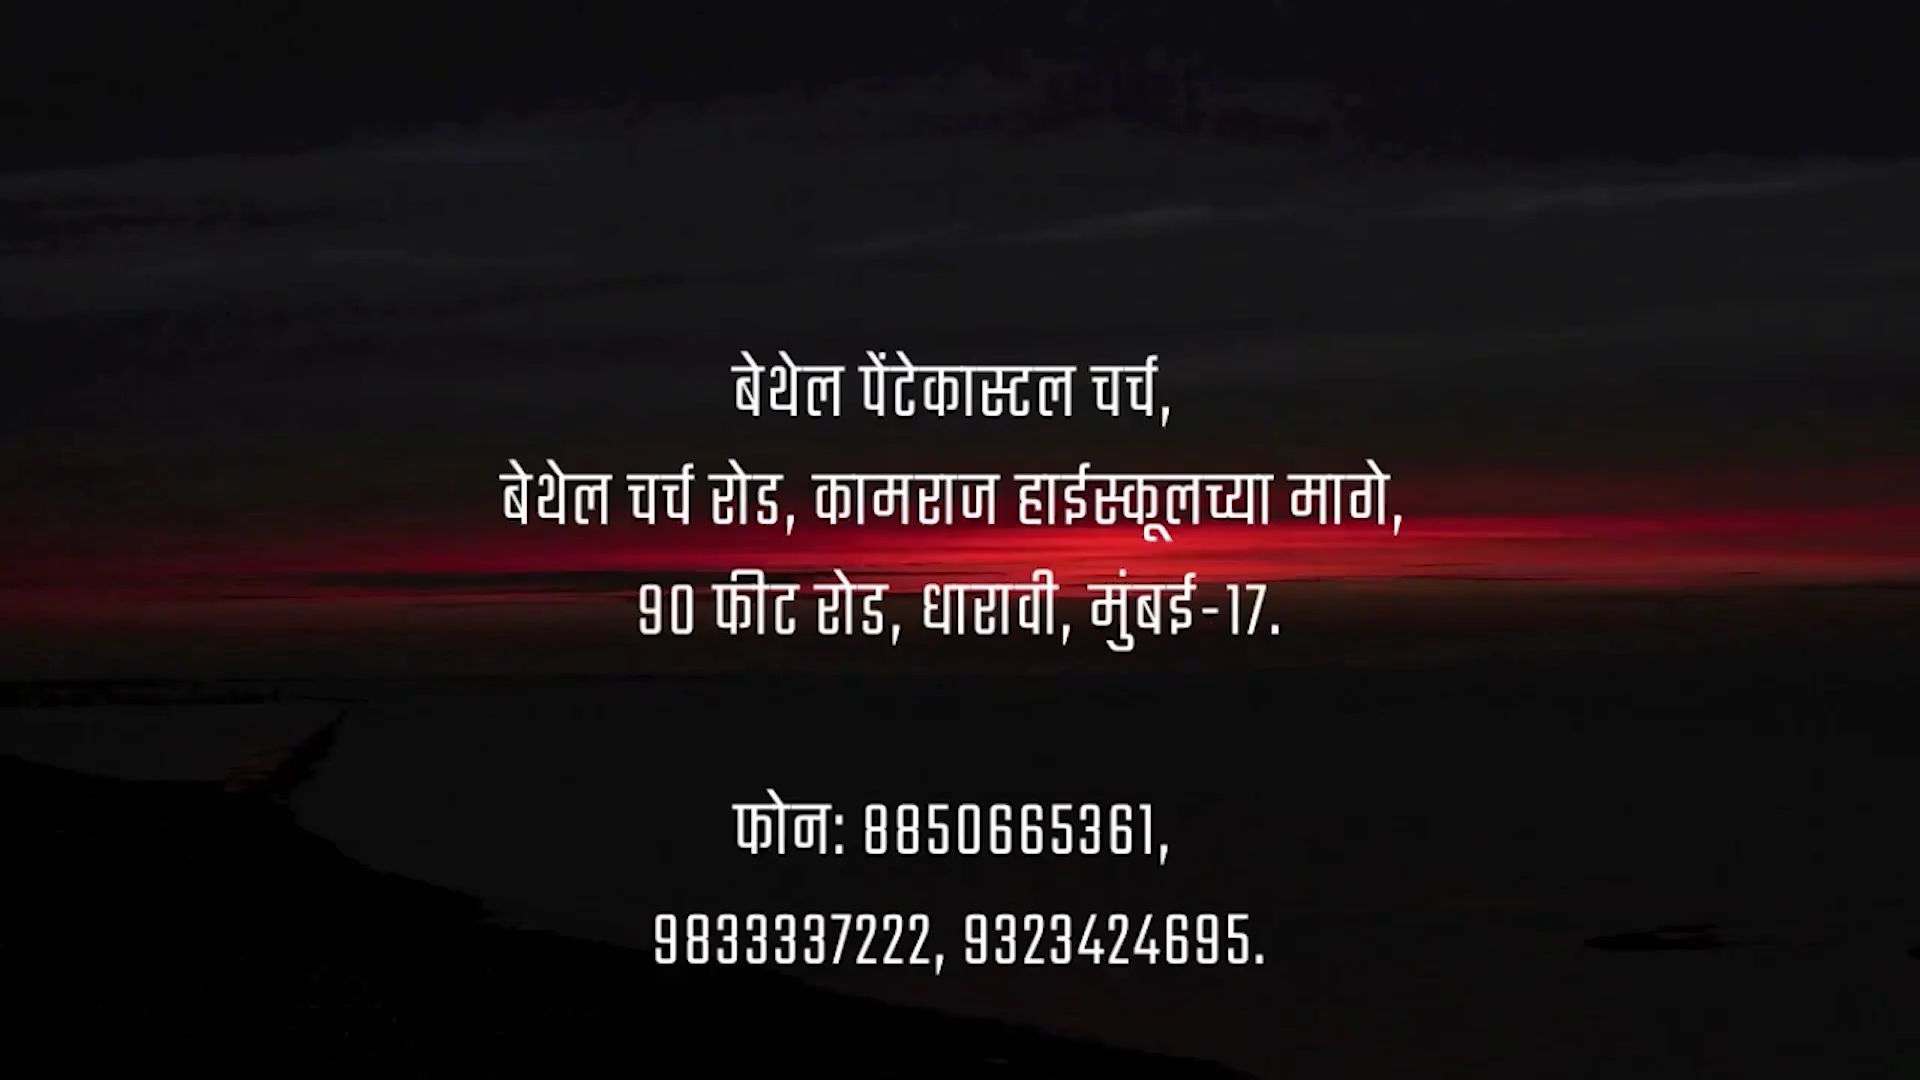 बेथेल पेंटेकास्टल चर्च,
बेथेल चर्च रोड, कामराज हाईस्कूलच्या मागे,
90 फीट रोड, धारावी, मुंबई-17.
फोन: 8850665361,
9833337222, 9323424695.